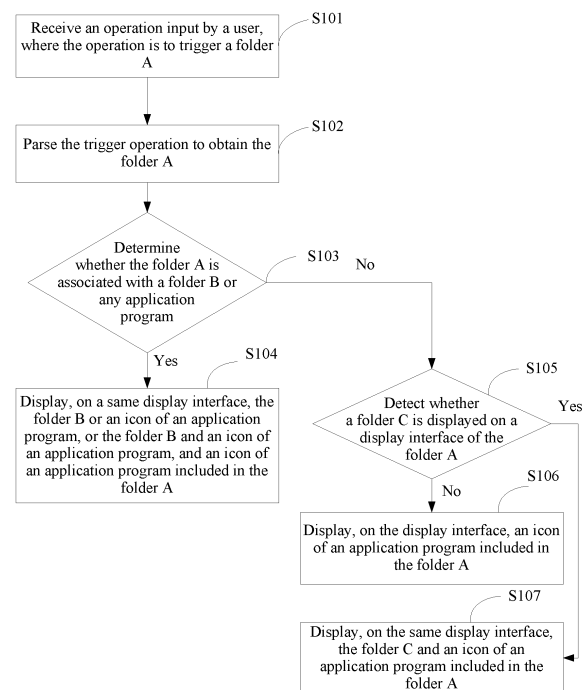 Receive an operation input by a user,
where the operation is to trigger a folder
A
S101
Parse the trigger operation to obtain the
folder A
S102
Determine
whether the folder A is
associated with a folder B or
any application
program
S103
No
Yes
S104
Display, on a same display interface, the
folder B or an icon of an application
program, or the folder B and an icon of
an application program, and an icon of
an application program included in the
folder A
S105
Detect whether
a folder C is displayed on a
display interface of the
folder A
Yes
No
S106
Display, on the display interface, an icon
of an application program included in
the folder A
S107
Display, on the same display interface,
the folder C and an icon of an
application program included in the
folder A